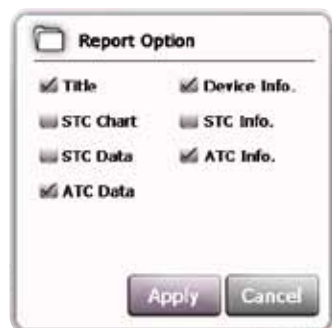 Report Option
Title Device Info.
STC Chart STC Info.
STC Data ATC Info.
ATC Data
Apply Cancel